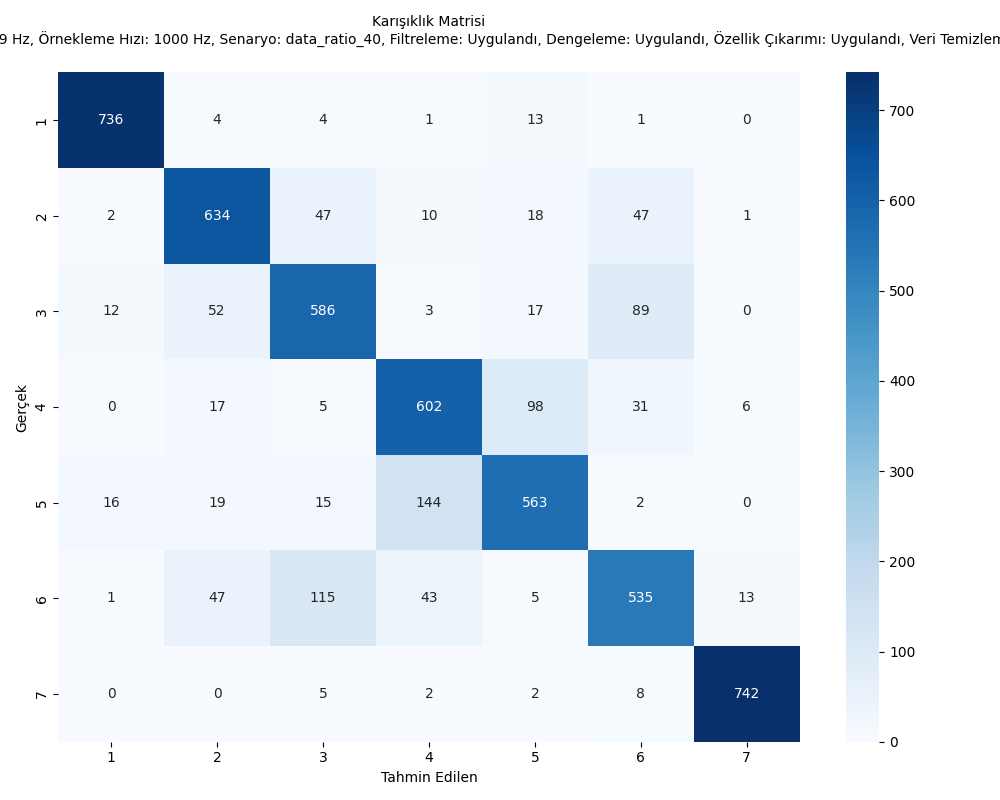 Karışıklık Matrisi
9 Hz, Örnekleme Hızı: 1000 Hz, Senaryo: data_ratio_40, Filtreleme: Uygulandı, Dengeleme: Uygulandı, Özellik Çıkarımı: Uygulandı, Veri Temizlem
1 736 4 4 1 13 1 0
2 2 634 47 10 18 47 1
3 12 52 586 3 17 89 0
4 0 17 5 602 98 31 6
5 16 19 15 144 563 2 0
6 1 47 115 43 5 535 13
7 0 0 5 2 2 8 742
1 2 3 4 5 6 7
Gerçek
Tahmin Edilen
700
600
500
400
300
200
100
0